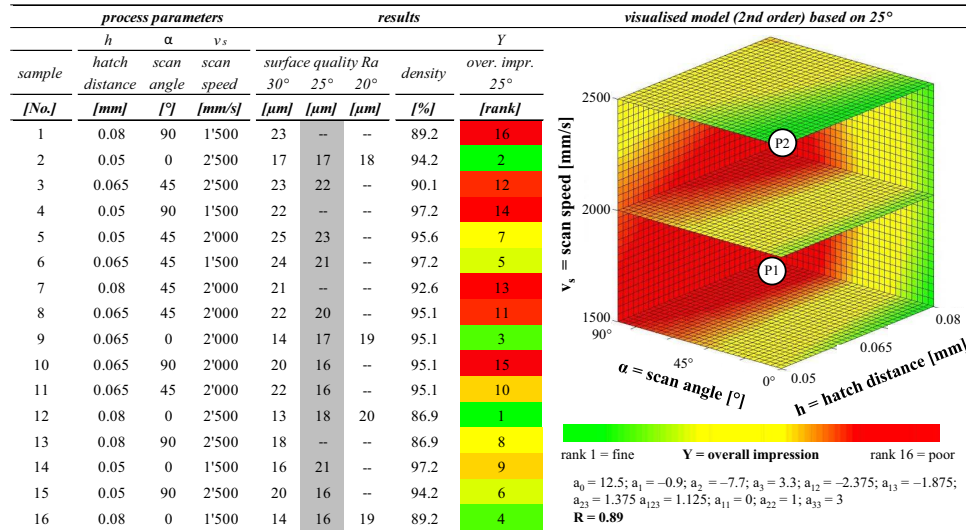 process parameters results visualised model (2nd order) based on 25°
h α v s Y
sample hatch scan scan surface quality Ra density over. impr.
distance angle speed 30° 25° 20° 25°
[No.] [mm] [°] [mm/s] [µm] [µm] [µm] [%] [rank]
1 0.08 90 1'500 23 -- -- 89.2 16
2 0.05 0 2'500 17 17 18 94.2 2
3 0.065 45 2'500 23 22 -- 90.1 12
4 0.05 90 1'500 22 -- -- 97.2 14
5 0.05 45 2'000 25 23 -- 95.6 7
6 0.065 45 1'500 24 21 -- 97.2 5
7 0.08 45 2'000 21 -- -- 92.6 13
8 0.065 45 2'000 22 20 -- 95.1 11
9 0.065 0 2'000 14 17 19 95.1 3
10 0.065 90 2'000 20 16 -- 95.1 15
11 0.065 45 2'000 22 16 -- 95.1 10
12 0.08 0 2'500 13 18 20 86.9 1
13 0.08 90 2'500 18 -- -- 86.9 8
14 0.05 0 1'500 16 21 -- 97.2 9
15 0.05 90 2'500 20 16 -- 94.2 6
16 0.08 0 1'500 14 16 19 89.2 4
v s = scan speed [mm/s]
2500
2000
1500
P2
P1
90°
45°
0°
α = scan angle [°]
0.05
0.065
0.08
h = hatch distance [mm]
rank 1 = fine Y = overall impression rank 16 = poor
a0 = 12.5; a1 = –0.9; a2 = –7.7; a3 = 3.3; a12 = –2.375; a13 = –1.875;
a23 = 1.375 a123 = 1.125; a11 = 0; a22 = 1; a33 = 3
R = 0.89